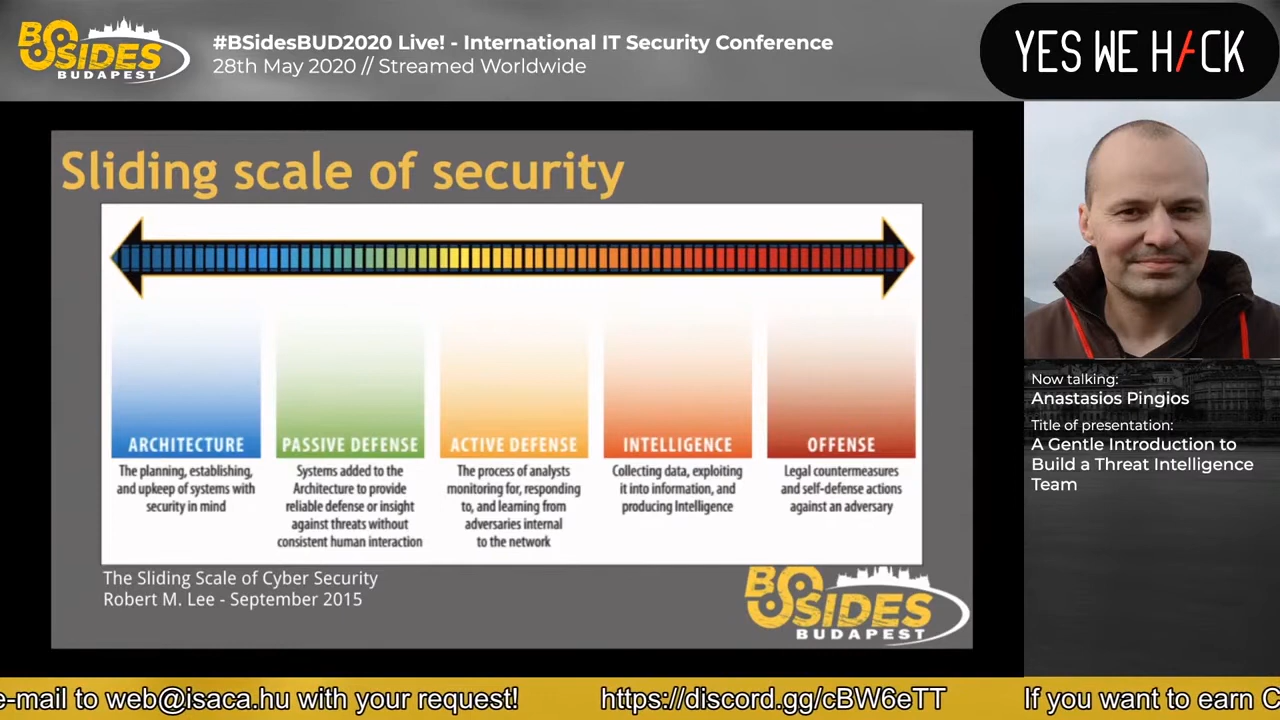 BSIDES
BUDAPEST
#BSidesBUD2020 Live! - International IT Security Conference
28th May 2020 // Streamed Worldwide
YES WE H/CK
Sliding scale of security
ARCHITECTURE
The planning, establishing,
and upkeep of systems with
security in mind
PASSIVE DEFENSE
Systems added to the
Architecture to provide
reliable defense or insight
against threats without
consistent human interaction
ACTIVE DEFENSE
The process of analysts
monitoring for, responding
to, and learning from
adversaries internal
to the network
INTELLIGENCE
Collecting data, exploiting
it into information, and
producing Intelligence
OFFENSE
Legal countermeasures
and self-defense actions
against an adversary
The Sliding Scale of Cyber Security
Robert M. Lee - September 2015
BSIDES
BUDAPEST
Now talking:
Anastasios Pingios
Title of presentation:
A Gentle Introduction to
Build a Threat Intelligence
Team
e-mail to web@isaca.hu with your request! https://discord.gg/cBW6eTT If you want to earn C